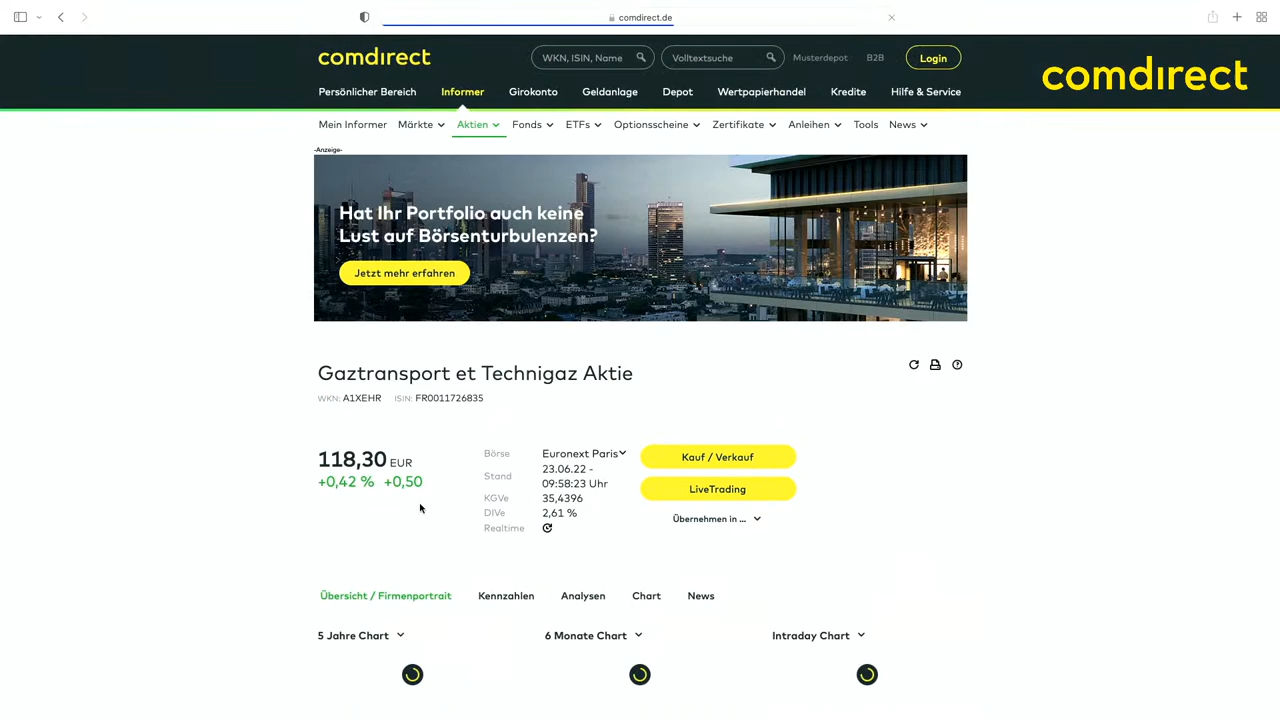 comdirect.de
comdirect
WKN, ISIN, Name
Volltextsuche
Musterdepot
B2B
Login
comdirect
Persönlicher Bereich
Informer
Girokonto
Geldanlage
Depot
Wertpapierhandel
Kredite
Hilfe & Service
Mein Informer
Märkte
Aktien
Fonds
ETFs
Optionsscheine
Zertifikate
Anleihen
Tools
News
-Anzeige-
Hat Ihr Portfolio auch keine
Lust auf Börsenturbulenzen?
Jetzt mehr erfahren
Gaztransport et Technigaz Aktie
WKN: A1XEHR ISIN: FR0011726835
118,30 EUR
+0,42 % +0,50
Börse Euronext Paris
Stand 23.06.22 -
09:58:23 Uhr
KGVe 35,4396
DIVe 2,61 %
Realtime
Kauf / Verkauf
LiveTrading
Übernehmen in ...
Übersicht / Firmenportrait
Kennzahlen
Analysen
Chart
News
5 Jahre Chart
6 Monate Chart
Intraday Chart